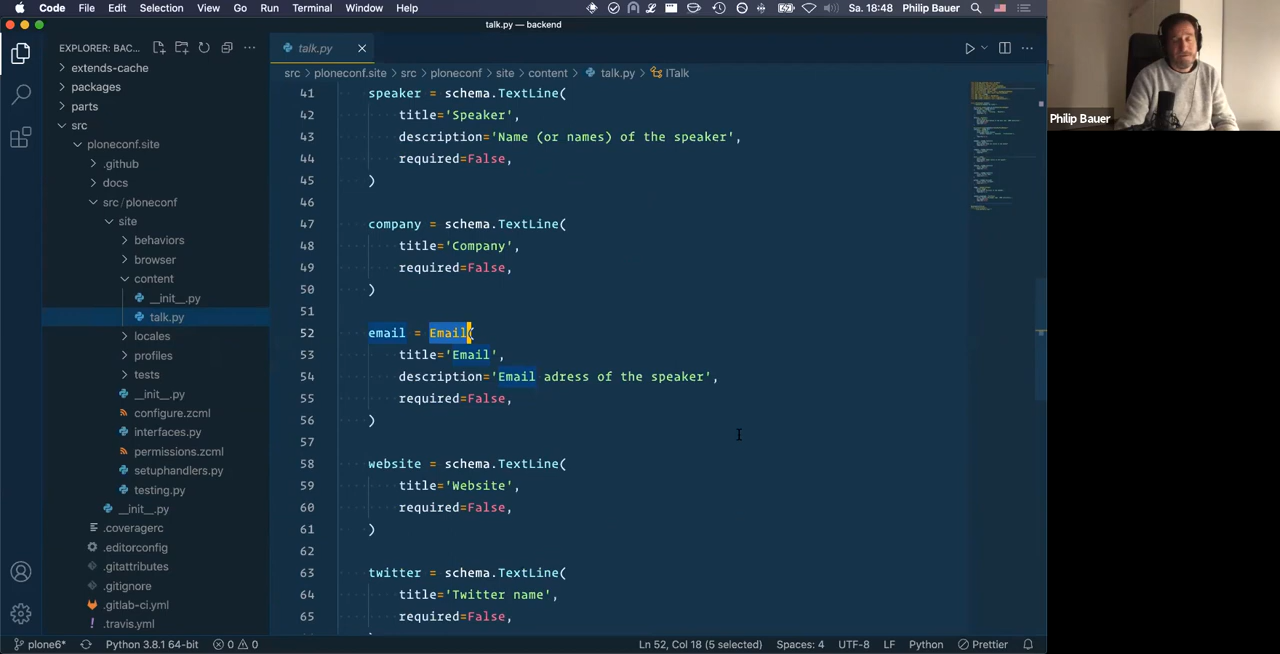 Code File Edit Selection View Go Run Terminal Window Help Sa. 18:48 Philip Bauer
talk.py — backend
EXPLORER: BAC...
extends-cache
packages
parts
src
ploneconf.site
.github
docs
src / ploneconf
site
behaviors
browser
content
__init__.py
talk.py
locales
profiles
tests
__init__.py
configure.zcml
interfaces.py
permissions.zcml
setuphandlers.py
testing.py
__init__.py
.coveragerc
.editorconfig
.gitattributes
.gitignore
.gitlab-ci.yml
.travis.yml
talk.py
src > ploneconf.site > src > ploneconf > site > content > talk.py > ITalk
41 speaker = schema.TextLine(
42 title='Speaker',
43 description='Name (or names) of the speaker',
44 required=False,
45 )
46
47 company = schema.TextLine(
48 title='Company',
49 required=False,
50 )
51
52 email = Email(
53 title='Email',
54 description='Email adress of the speaker',
55 required=False,
56 )
57
58 website = schema.TextLine(
59 title='Website',
60 required=False,
61 )
62
63 twitter = schema.TextLine(
64 title='Twitter name',
65 required=False,
Philip Bauer
plone6* Python 3.8.1 64-bit 0 0 Ln 52, Col 18 (5 selected) Spaces: 4 UTF-8 LF Python Prettier